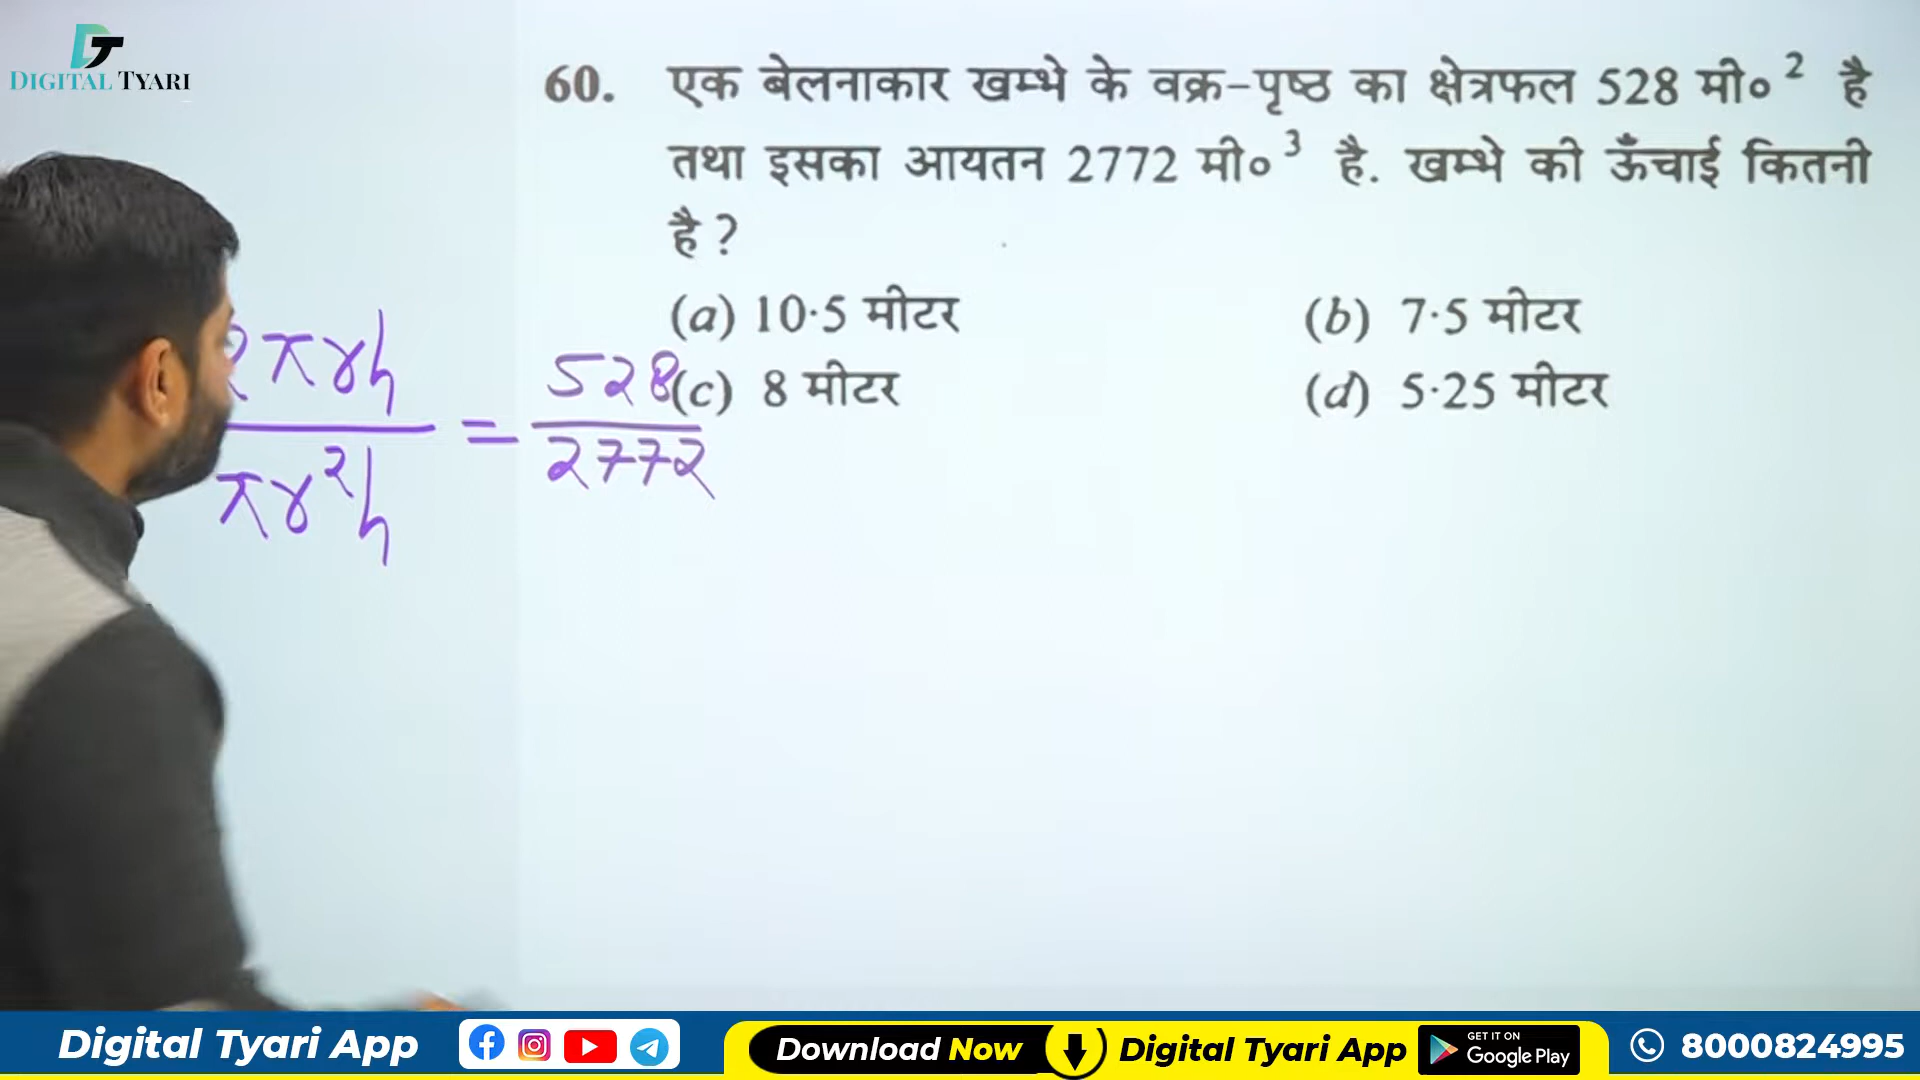 DIGITAL TYARI
60. एक बेलनाकार खम्भे के वक्र-पृष्ठ का क्षेत्रफल 528 मी०² है
तथा इसका आयतन 2772 मी०³ है. खम्भे की ऊँचाई कितनी
है ?
(a) 10·5 मीटर (b) 7·5 मीटर
(c) 8 मीटर (d) 5·25 मीटर
2πrh / πr²h = 528 / 2772
Digital Tyari App
Download Now
Digital Tyari App
GET IT ON
Google Play
8000824995